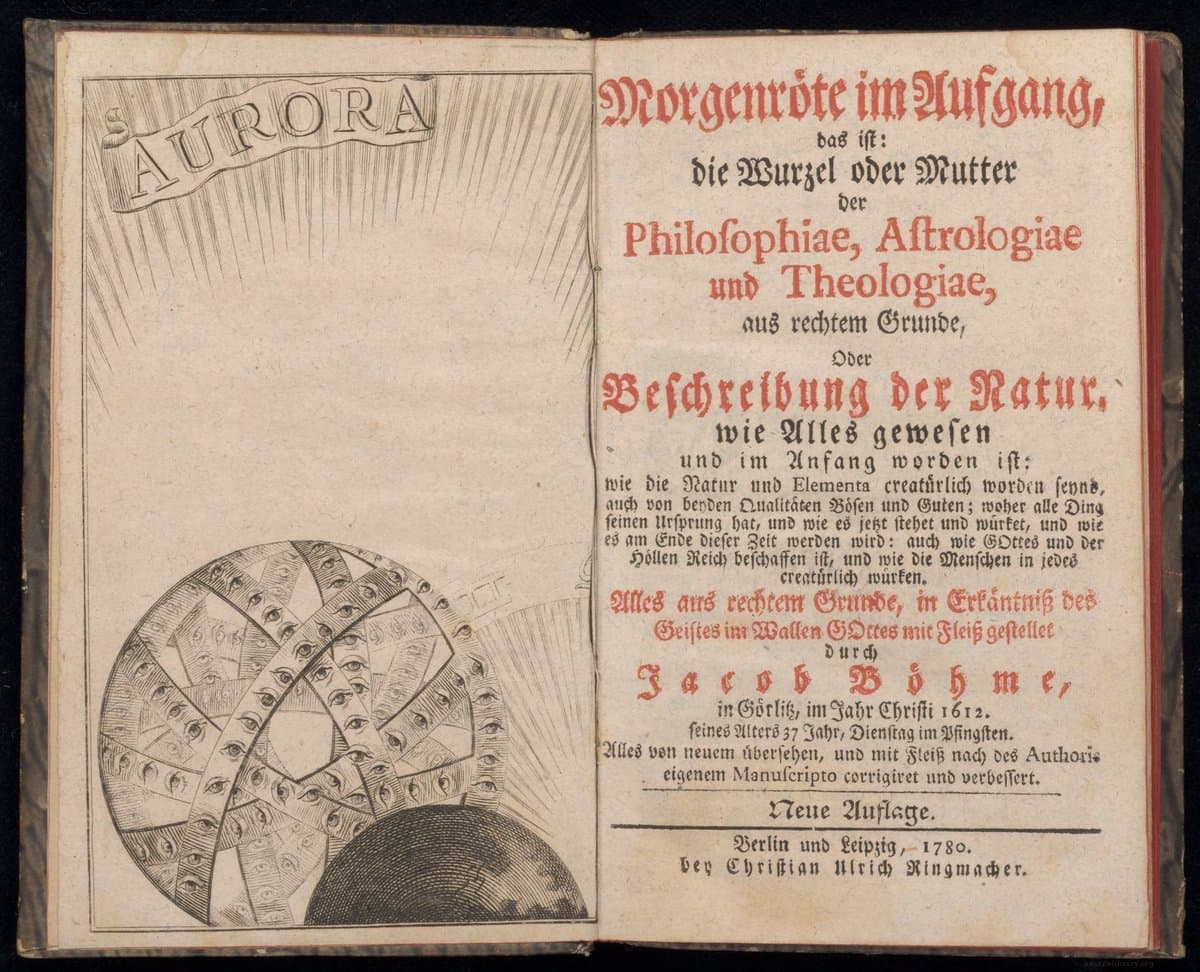 AURORA
Morgenröte im Aufgang,
das ist:
die Wurzel oder Mutter
der
Philosophiae, Astrologiae
und Theologiae,
aus rechtem Grunde,
Oder
Beschreibung der Natur.
wie Alles gewesen
und im Anfang worden ist:
wie die Natur und Elementa creatürlich worden seynd,
auch von beyden Qualitäten Bösen und Guten; woher alle Ding
seinen Ursprung hat, und wie es jetzt stehet und würket, und wie
es am Ende dieser Zeit werden wird: auch wie GOttes und der
Höllen Reich beschaffen ist, und wie die Menschen in jedes
creatürlich würken.
Alles aus rechtem Grunde, in Erkäntniß des
Geistes im Wallen GOttes mit Fleiß gestellet
durch
Jacob Böhme,
in Görlitz, im Jahr Christi 1612.
seines Alters 37 Jahr, Dienstag im Pfingsten.
Alles von neuem übersehen, und mit Fleiß nach des Authoris
eigenem Manuscripto corrigiret und verbessert.
Neue Auflage.
Berlin und Leipzig, 1780.
bey Christian Ulrich Ringmacher.